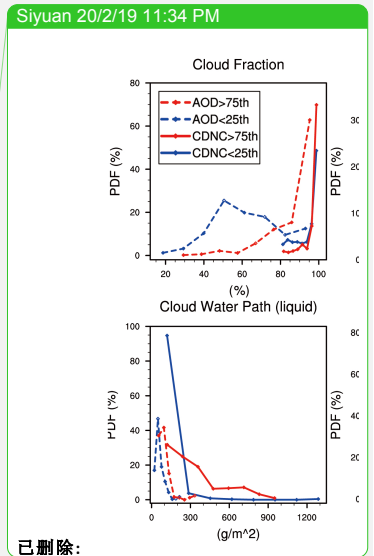 Siyuan 20/2/19 11:34 PM
Cloud Fraction
80
60
40
20
0
PDF (%)
AOD>75th
AOD<25th
CDNC>75th
CDNC<25th
20 40 60 80 100
(%)
PDF (%)
Cloud Water Path (liquid)
100
80
60
40
20
0
PDF (%)
0 300 600 900 1200
(g/m^2)
PDF (%)
已删除: